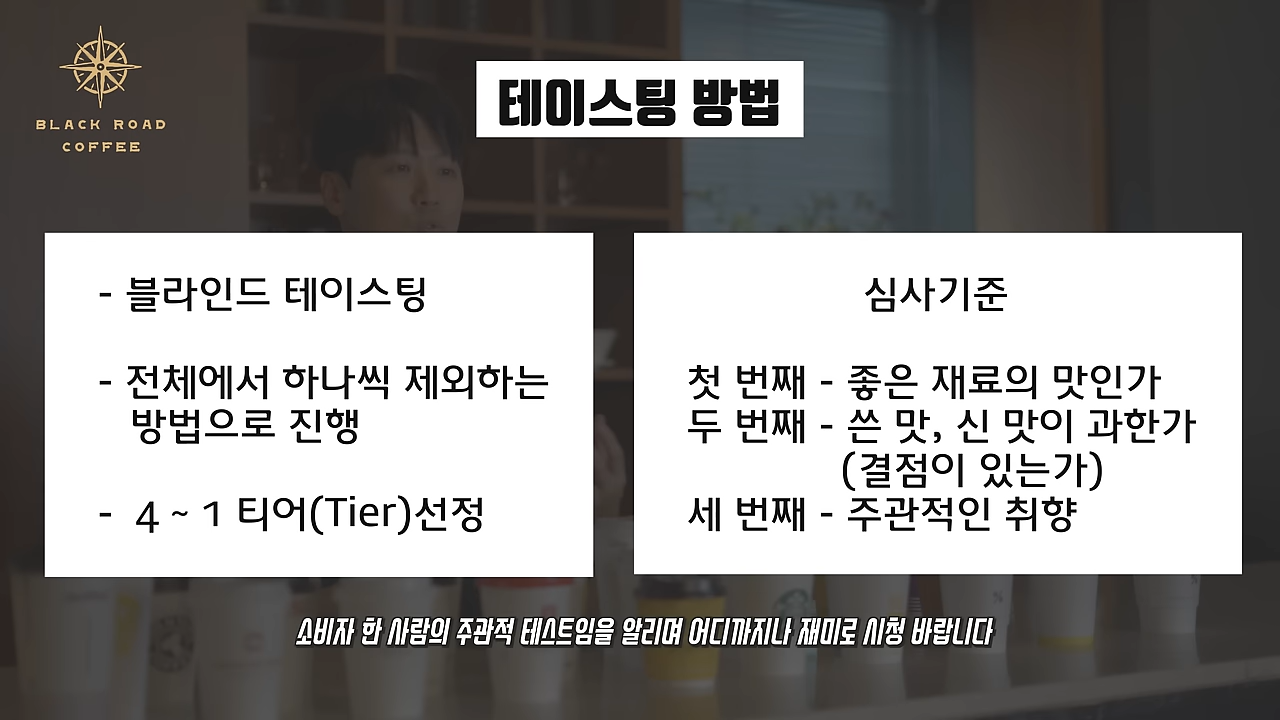 BLACK ROAD
COFFEE
테이스팅 방법
- 블라인드 테이스팅
- 전체에서 하나씩 제외하는
방법으로 진행
- 4 ~ 1 티어(Tier)선정
심사기준
첫 번째 - 좋은 재료의 맛인가
두 번째 - 쓴 맛, 신 맛이 과한가
(결점이 있는가)
세 번째 - 주관적인 취향
소비자 한 사람의 주관적 테스트임을 알리며 어디까지나 재미로 시청 바랍니다